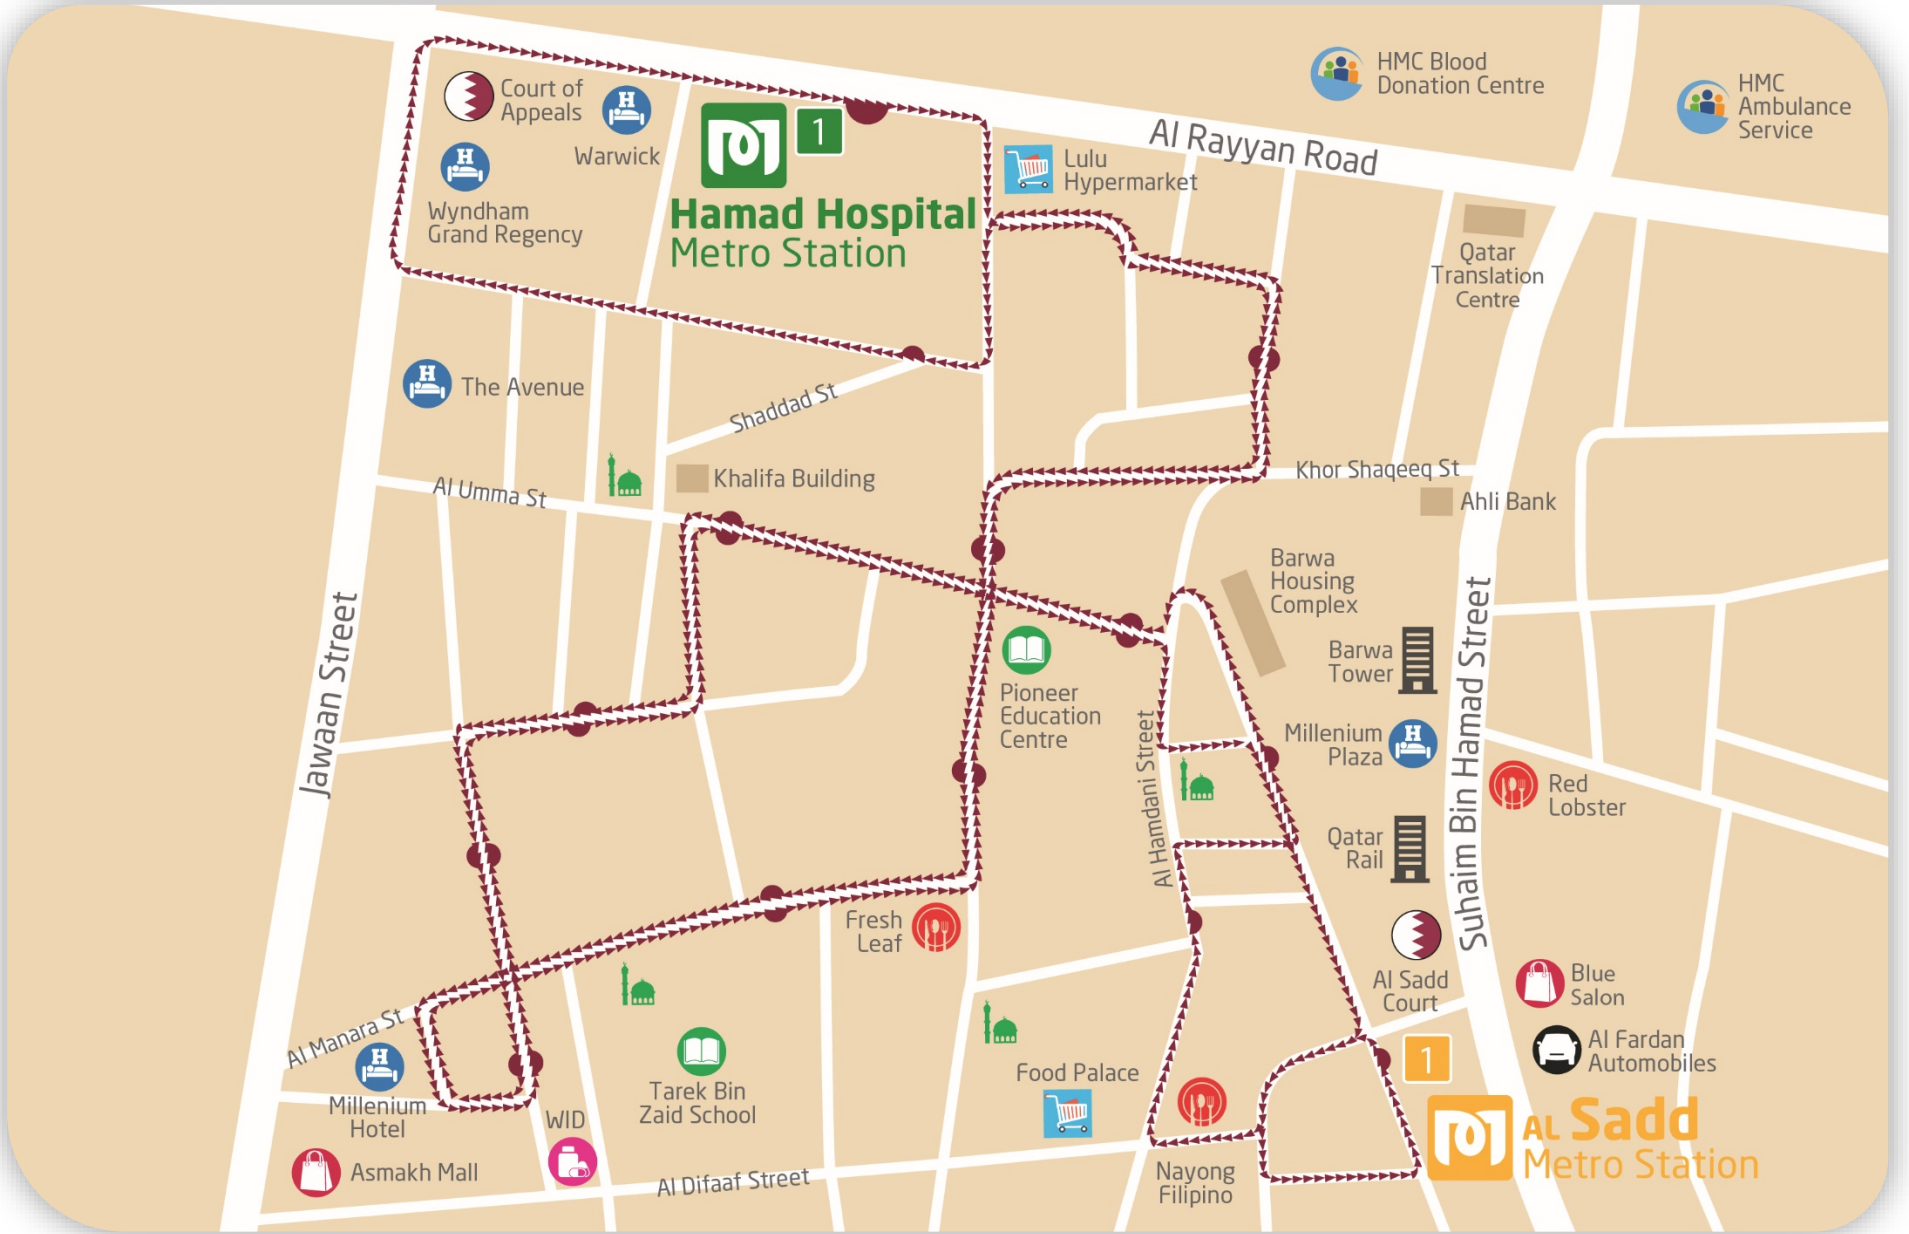 Court of
Appeals
Warwick
Wyndham
Grand Regency
1
Hamad Hospital
Metro Station
HMC Blood
Donation Centre
HMC
Ambulance
Service
Al Rayyan Road
Lulu
Hypermarket
Qatar
Translation
Centre
The Avenue
Shaddad St
Khalifa Building
Al Umma St
Khor Shaqeeq St
Ahli Bank
Barwa
Housing
Complex
Jawaan Street
Pioneer
Education
Centre
Al Hamdani Street
Barwa
Tower
Millenium
Plaza
Suhaim Bin Hamad Street
Red
Lobster
Qatar
Rail
Fresh
Leaf
Al Sadd
Court
Blue
Salon
Al Manara St
Millenium
Hotel
Tarek Bin
Zaid School
Food Palace
1
Al Fardan
Automobiles
WID
Asmakh Mall
Al Difaaf Street
Nayong
Filipino
AL Sadd
Metro Station
H
H
H
H
H